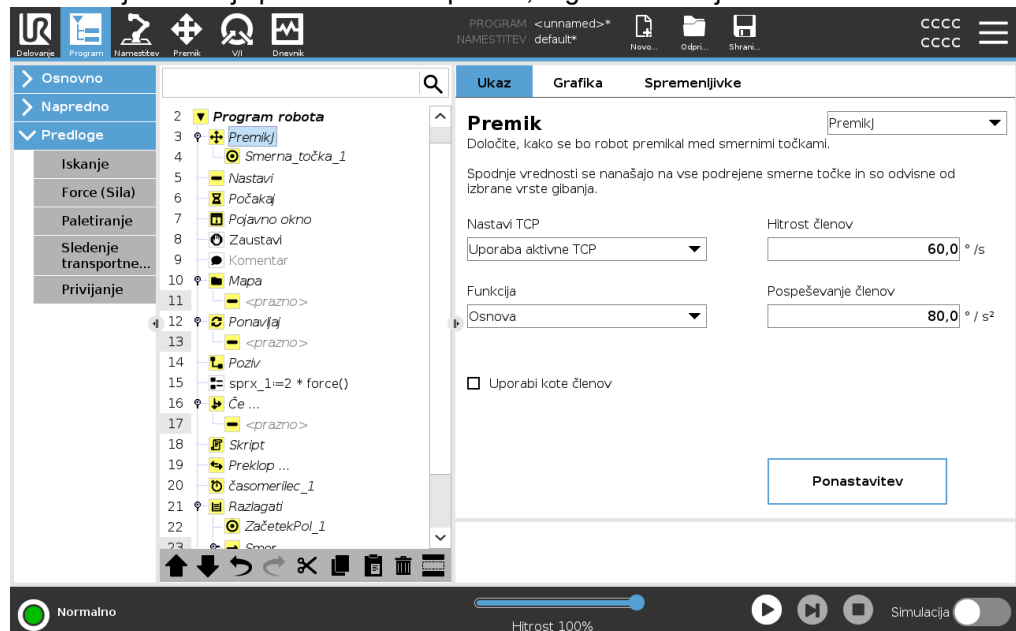 Delovanje
Program
Namestitev
Premik
V/I
Dnevnik
PROGRAM <unnamed>*
NAMESTITEV default*
Novo...
Odpri...
Shrani...
CCCC
CCCC
Osnovno
Napredno
Predloge
Iskanje
Force (Sila)
Paletiranje
Sledenje
transportne...
Privijanje
2 Program robota
3 PremikJ
4 Smerna_točka_1
5 Nastavi
6 Počakaj
7 Pojavno okno
8 Zaustavi
9 Komentar
10 Mapa
11 <prazno>
12 Ponavljaj
13 <prazno>
14 Poziv
15 sprx_1:=2 * force()
16 Če ...
17 <prazno>
18 Skript
19 Preklop ...
20 časomerilec_1
21 Razlagati
22 ZačetekPol_1
23 Smer
Ukaz
Grafika
Spremenljivke
Premik
PremikJ
Določite, kako se bo robot premikal med smernimi točkami.
Spodnje vrednosti se nanašajo na vse podrejene smerne točke in so odvisne od
izbrane vrste gibanja.
Nastavi TCP
Hitrost členov
Uporaba aktivne TCP
60,0 ° /s
Funkcija
Pospeševanje členov
Osnova
80,0 ° / s²
Uporabi kote členov
Ponastavitev
Normalno
Hitrost 100%
Simulacija